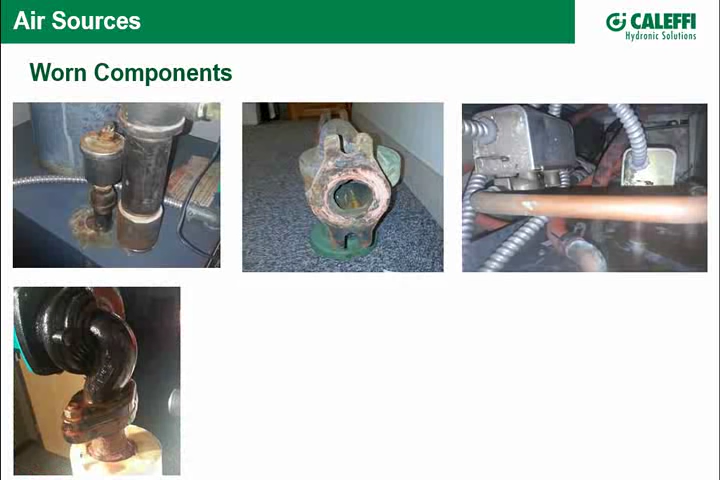 Air Sources
CALEFFI
Hydronic Solutions
Worn Components